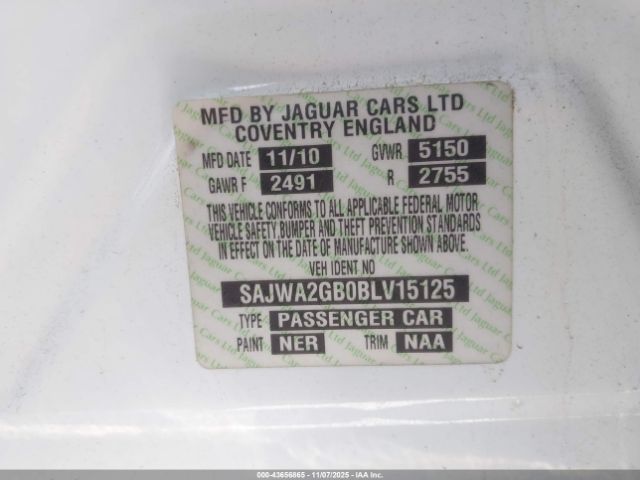 MFD BY JAGUAR CARS LTD
COVENTRY ENGLAND
MFD DATE 11/10 GVWR 5150
GAWR F 2491 R 2755
THIS VEHICLE CONFORMS TO ALL APPLICABLE FEDERAL MOTOR
VEHICLE SAFETY,BUMPER AND THEFT PREVENTION STANDARDS
IN EFFECT ON THE DATE OF MANUFACTURE SHOWN ABOVE.
VEH IDENT NO
SAJWA2GB0BLV15125
TYPE PASSENGER CAR
PAINT NER TRIM NAA
000-43656865 - 11/07/2025 - IAA Inc.